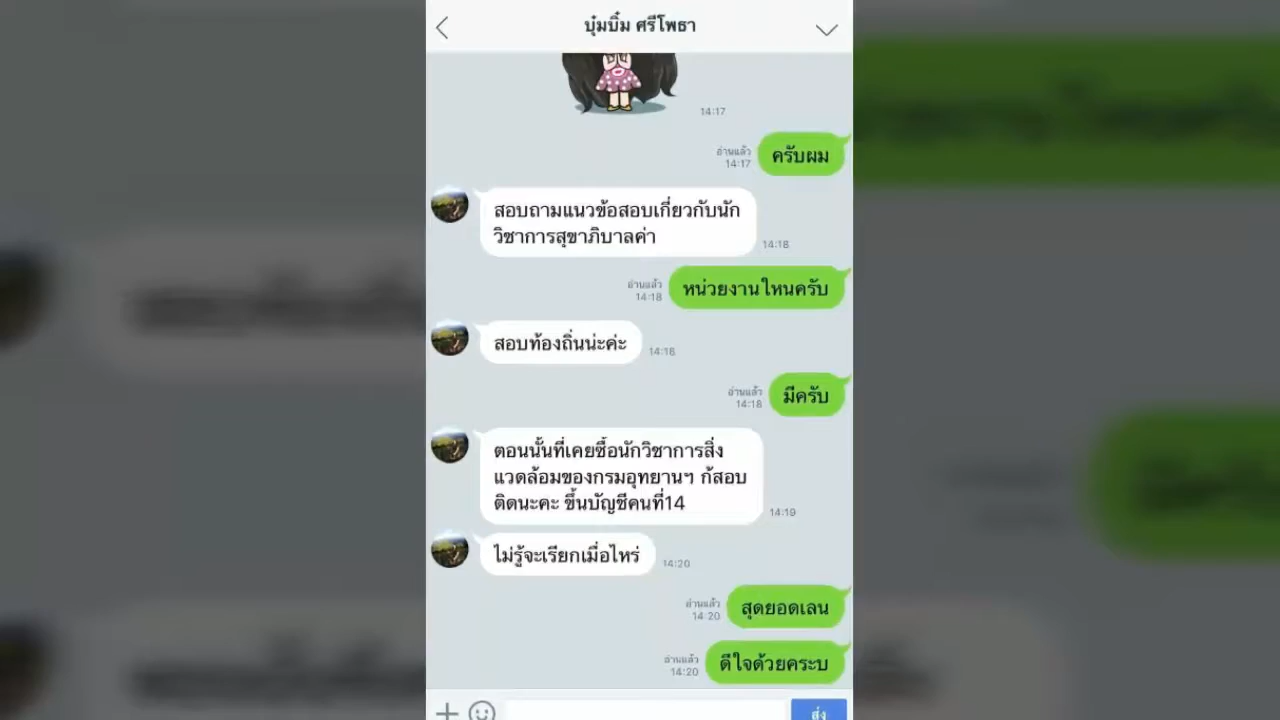 บุ๋มบิ๋ม ศรีโพธา
14:17
ครับผม
อ่านแล้ว
14:17
สอบถามแนวข้อสอบเกี่ยวกับนัก
วิชาการสุขาภิบาลค่า
14:18
หน่วยงานใหนครับ
อ่านแล้ว
14:18
สอบท้องถิ่นน่ะค่ะ
14:18
มีครับ
อ่านแล้ว
14:18
ตอนนั้นที่เคยซื้อนักวิชาการสิ่ง
แวดล้อมของกรมอุทยานฯ ก้สอบ
ติดนะคะ ขึ้นบัญชีคนที่14
14:19
ไม่รู้จะเรียกเมื่อไหร่
14:20
สุดยอดเลน
อ่านแล้ว
14:20
ดีใจด้วยคระบ
อ่านแล้ว
14:20
ส่ง